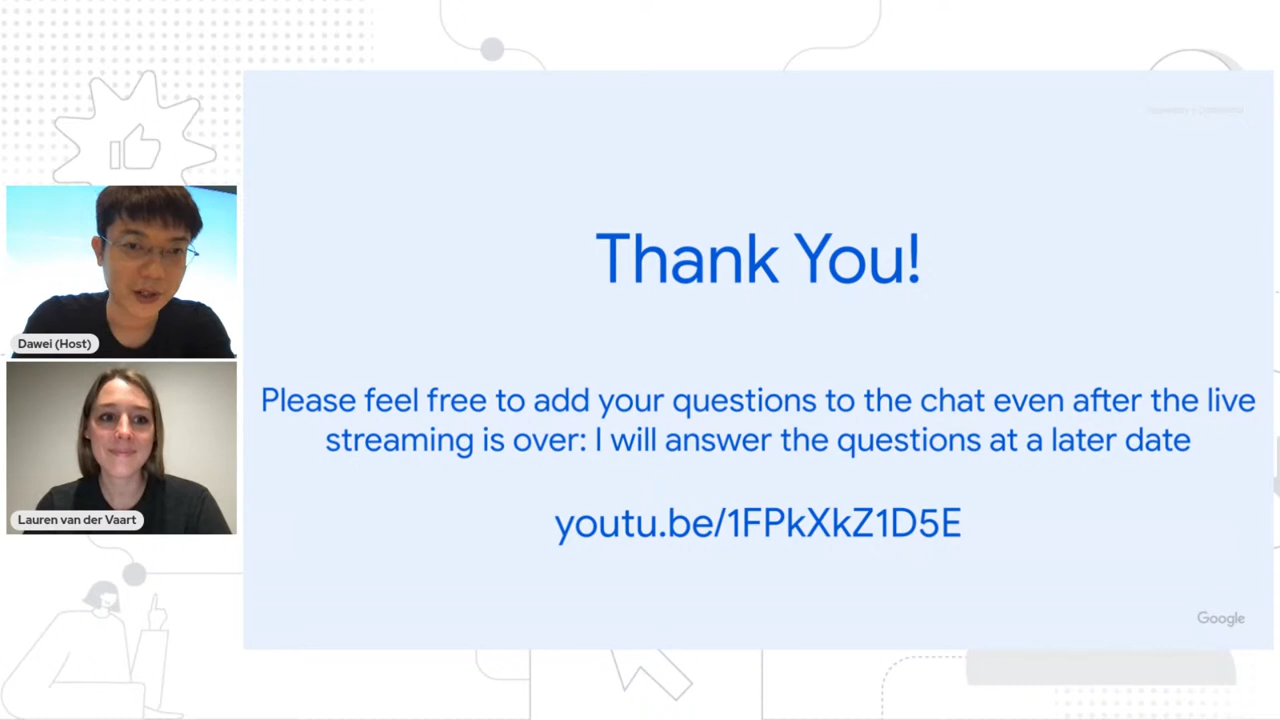 Thank You!
Please feel free to add your questions to the chat even after the live
streaming is over: I will answer the questions at a later date
youtu.be/1FPkXkZ1D5E
Dawei (Host)
Lauren van der Vaart
Google